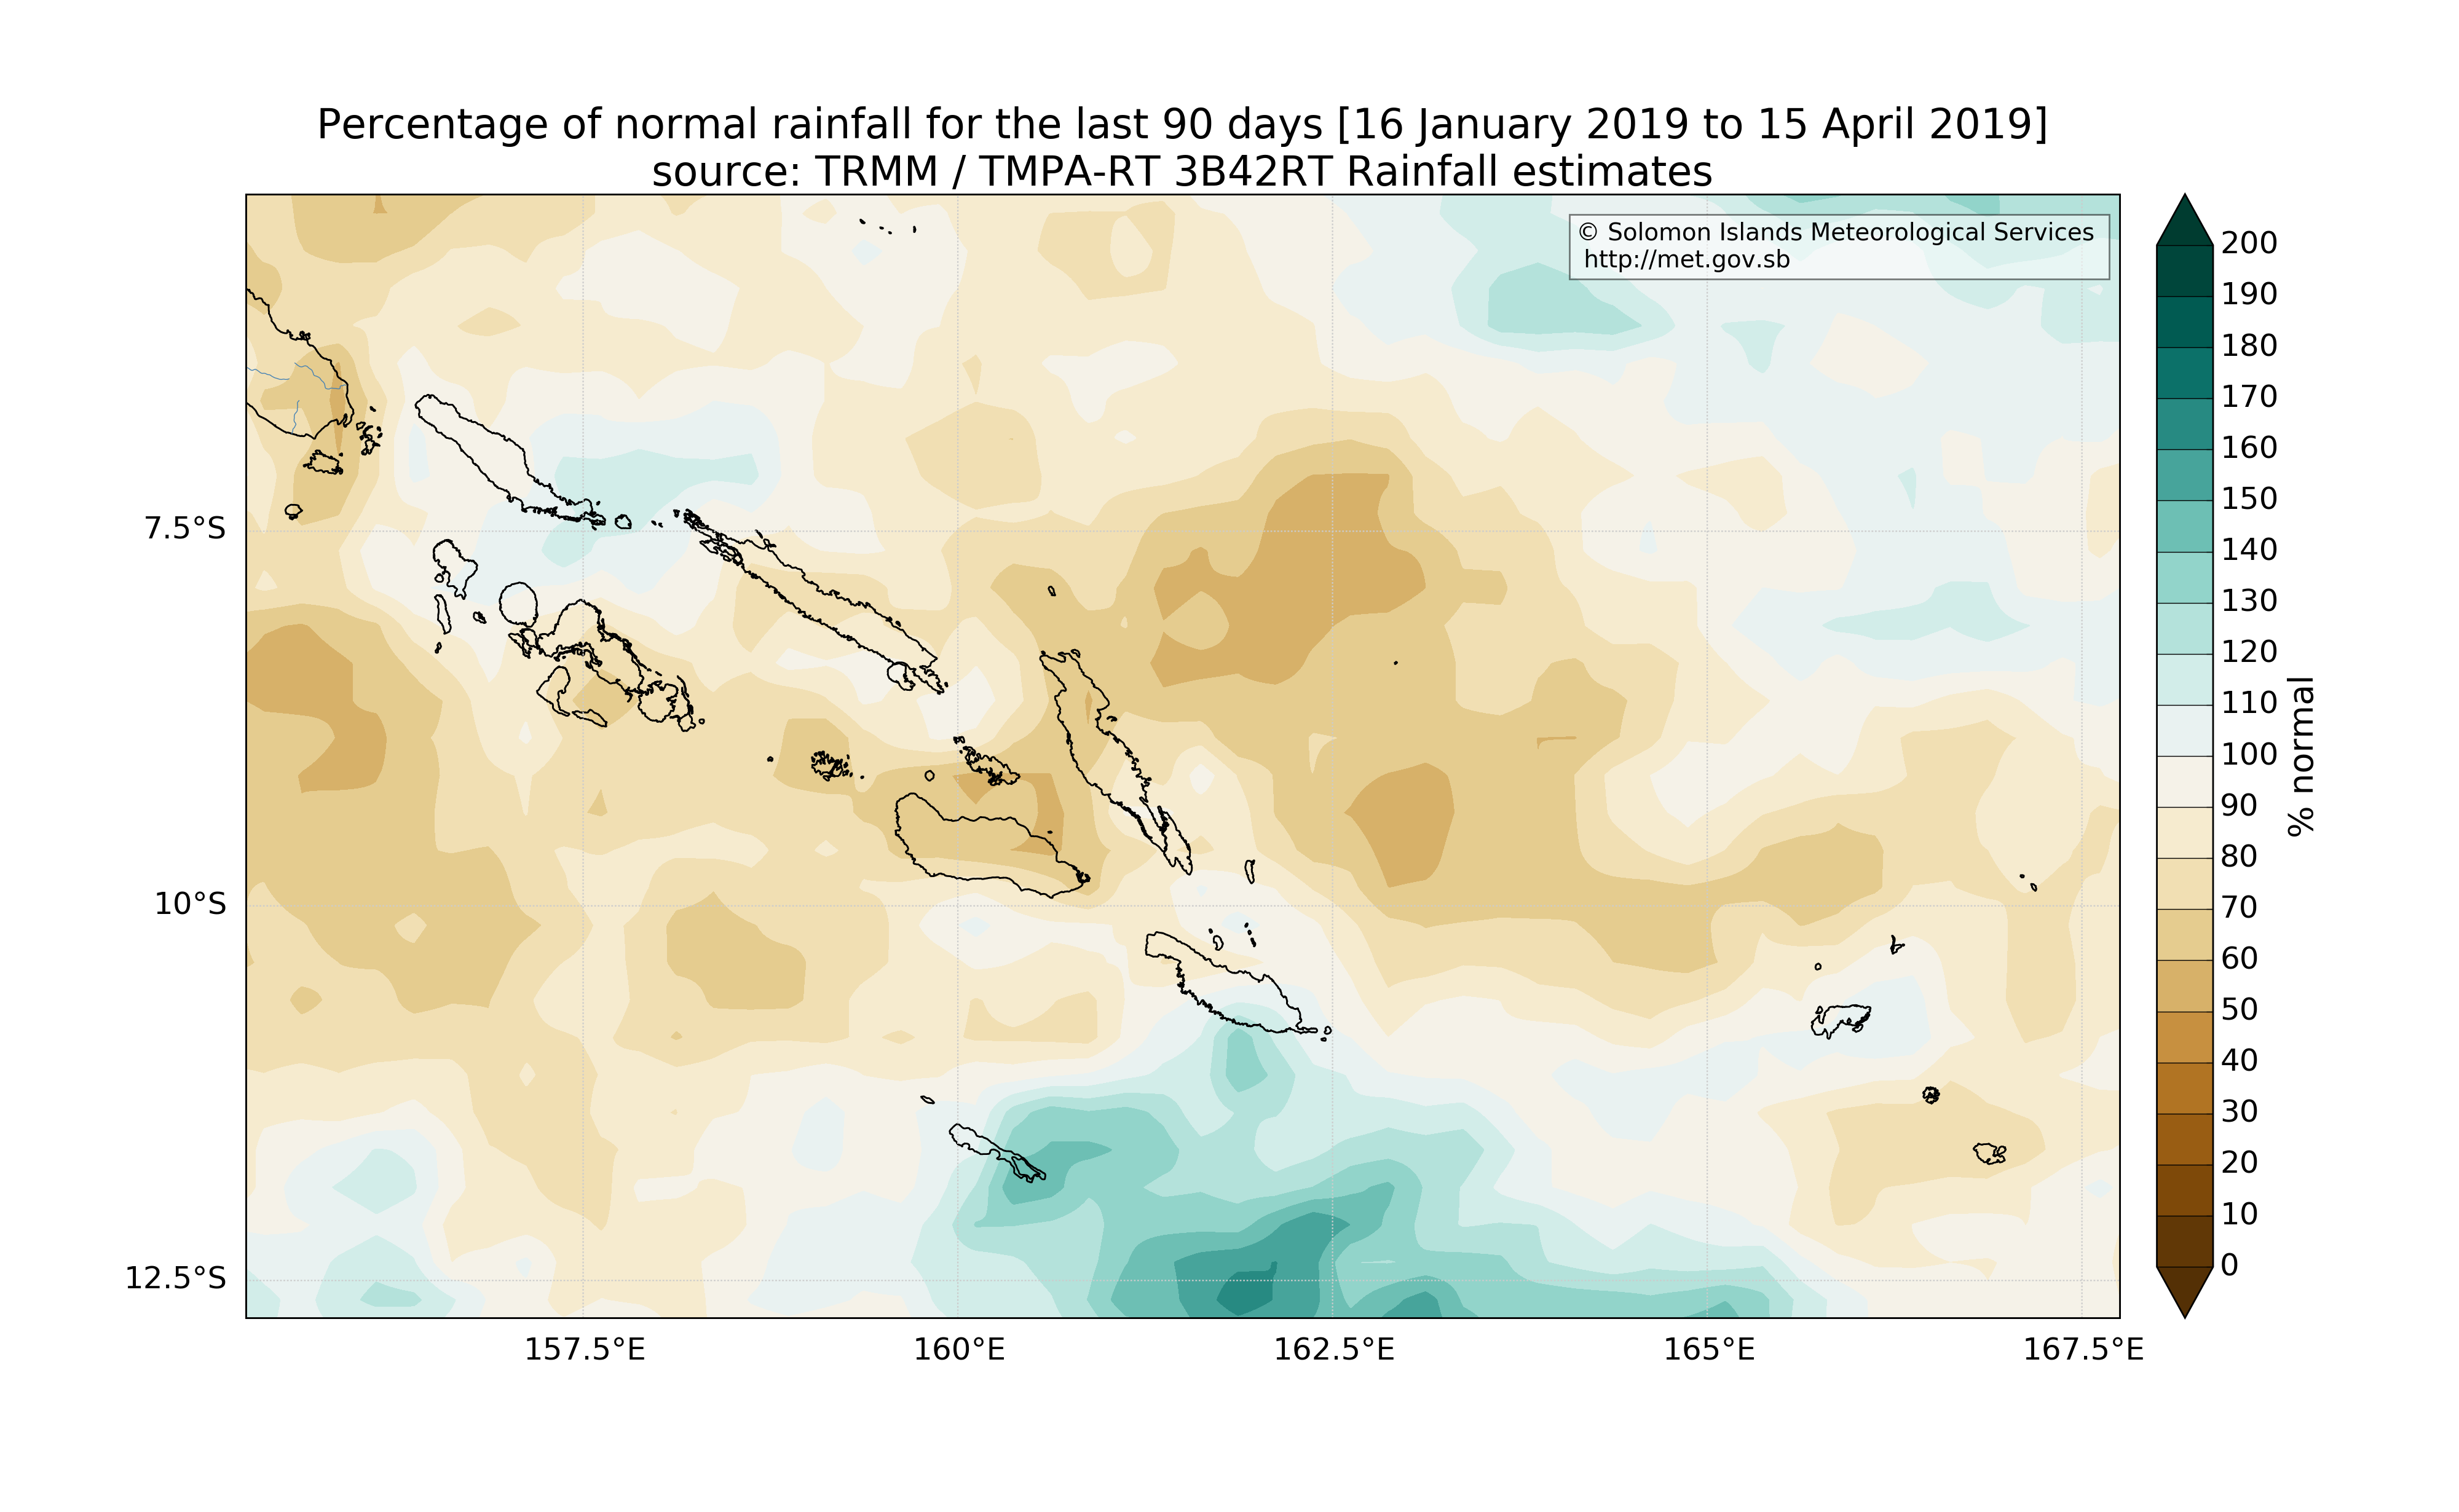 Percentage of normal rainfall for the last 90 days [16 January 2019 to 15 April 2019]
source: TRMM / TMPA-RT 3B42RT Rainfall estimates
© Solomon Islands Meteorological Services
http://met.gov.sb
7.5°S
10°S
12.5°S
157.5°E
160°E
162.5°E
165°E
167.5°E
200
190
180
170
160
150
140
130
120
110
100
90
80
70
60
50
40
30
20
10
0
% normal